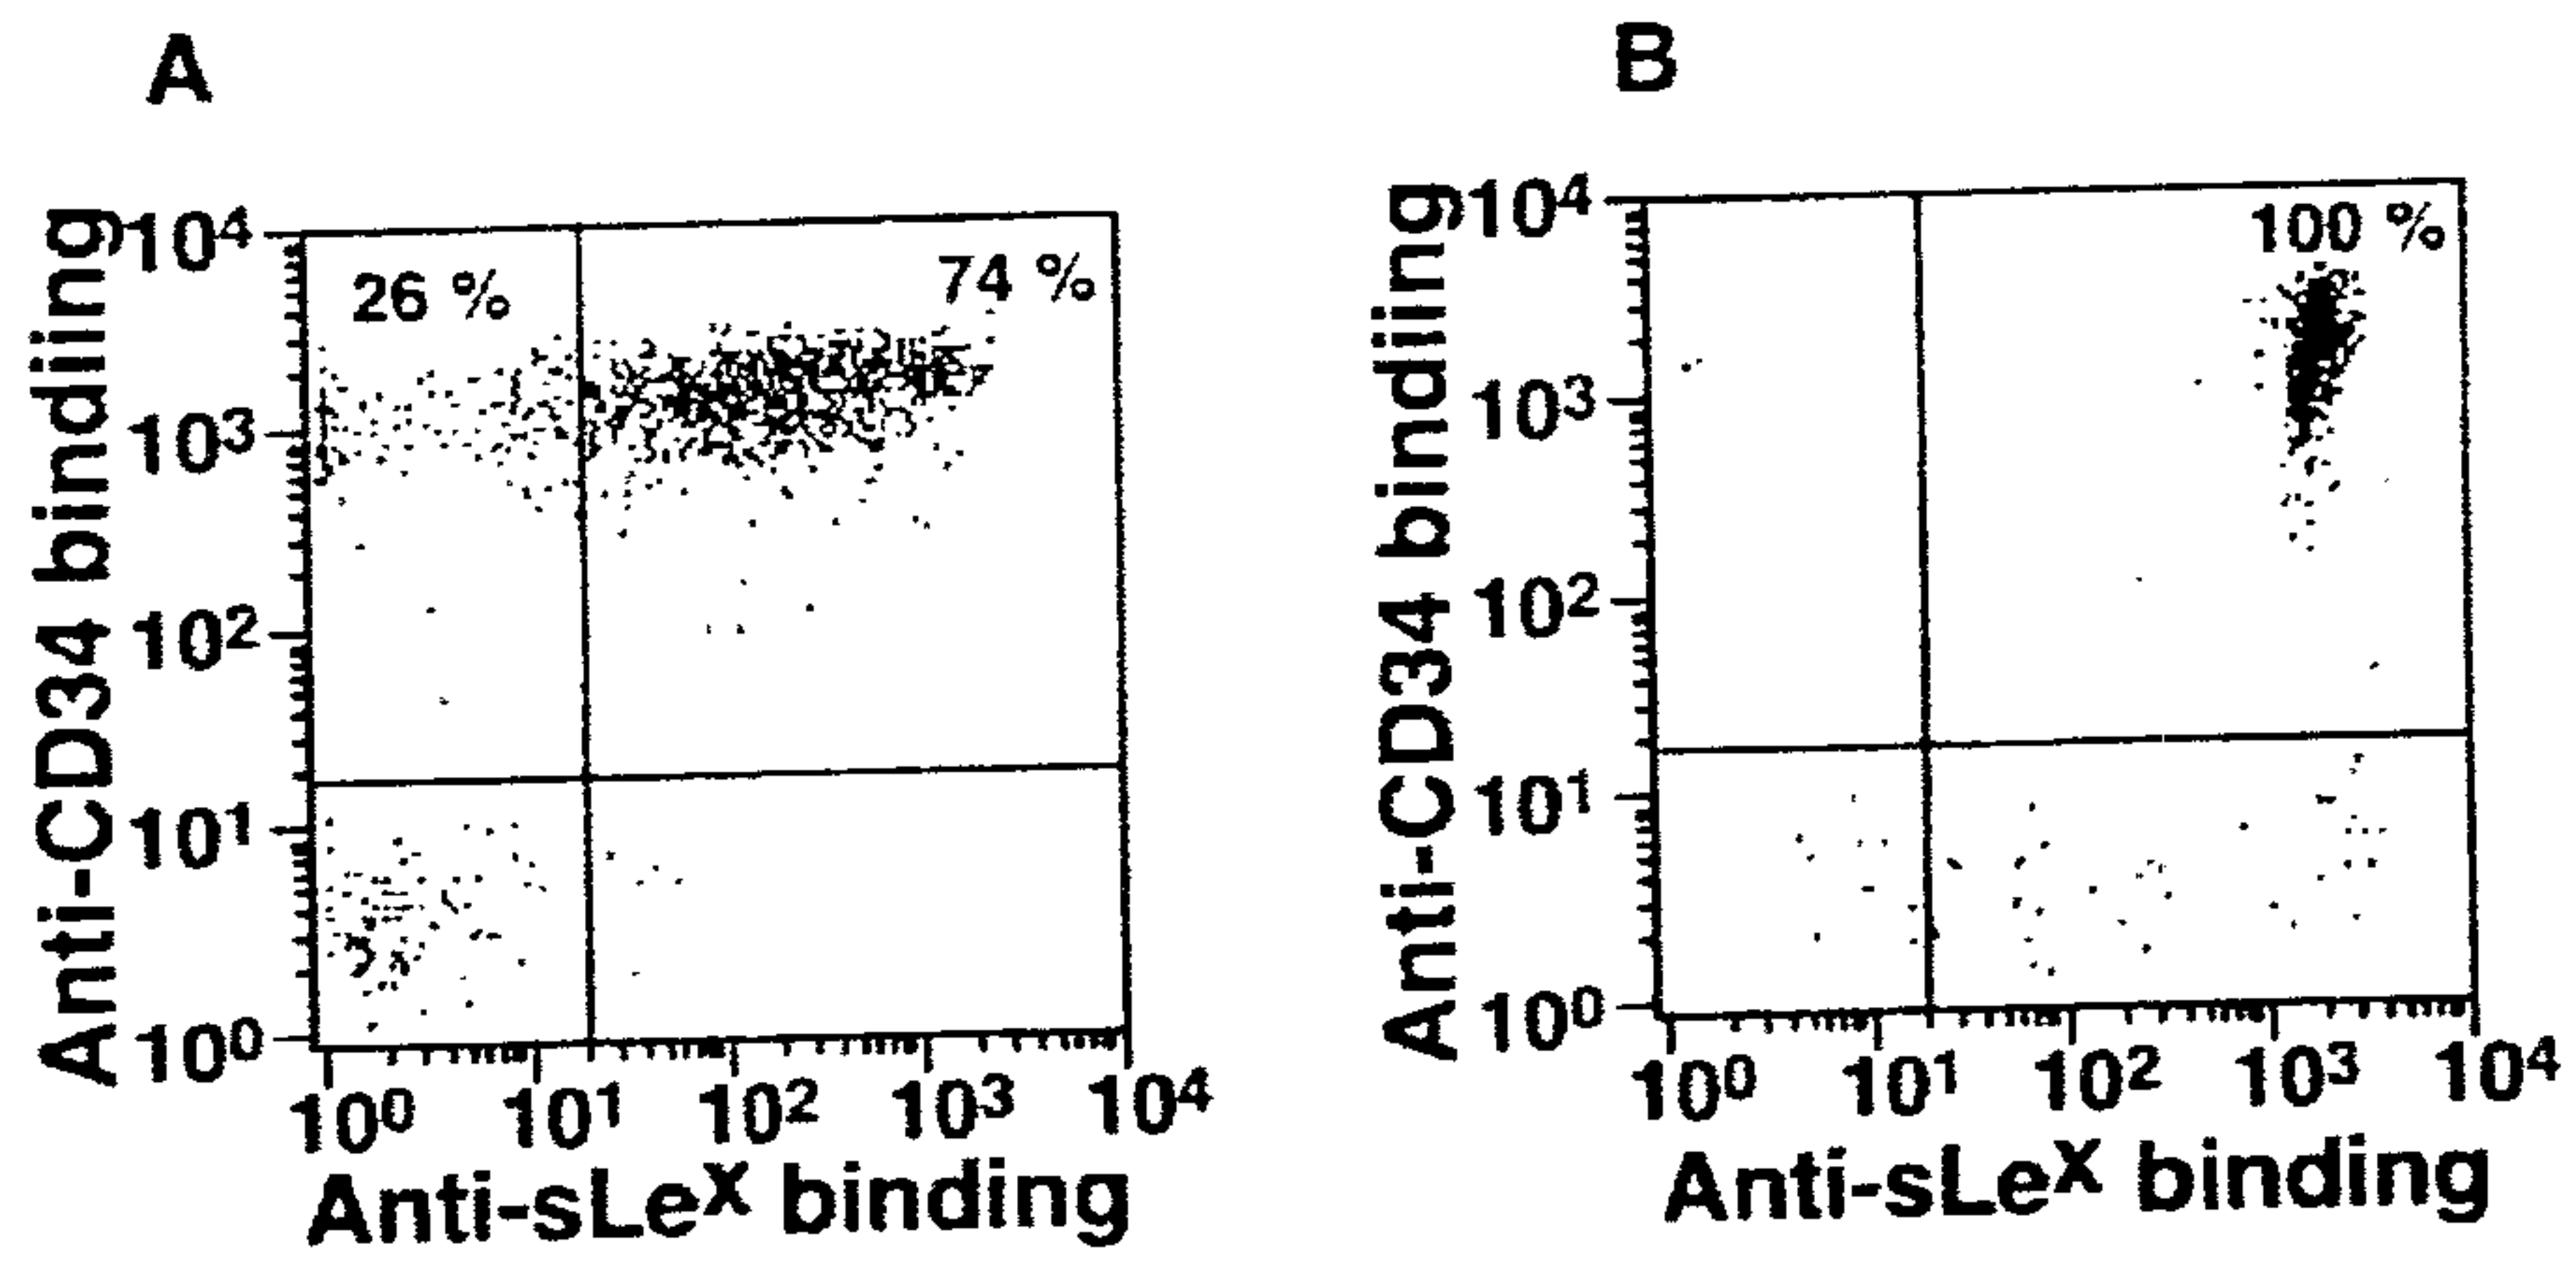 A
B
Anti-CD34 bindiing
10⁴
10³
10²
10¹
10⁰
26 %
74 %
10⁰ 10¹ 10² 10³ 10⁴
Anti-sLeˣ binding
Anti-CD34 bindiing
10⁴
10³
10²
10¹
10⁰
100 %
10⁰ 10¹ 10² 10³ 10⁴
Anti-sLeˣ binding